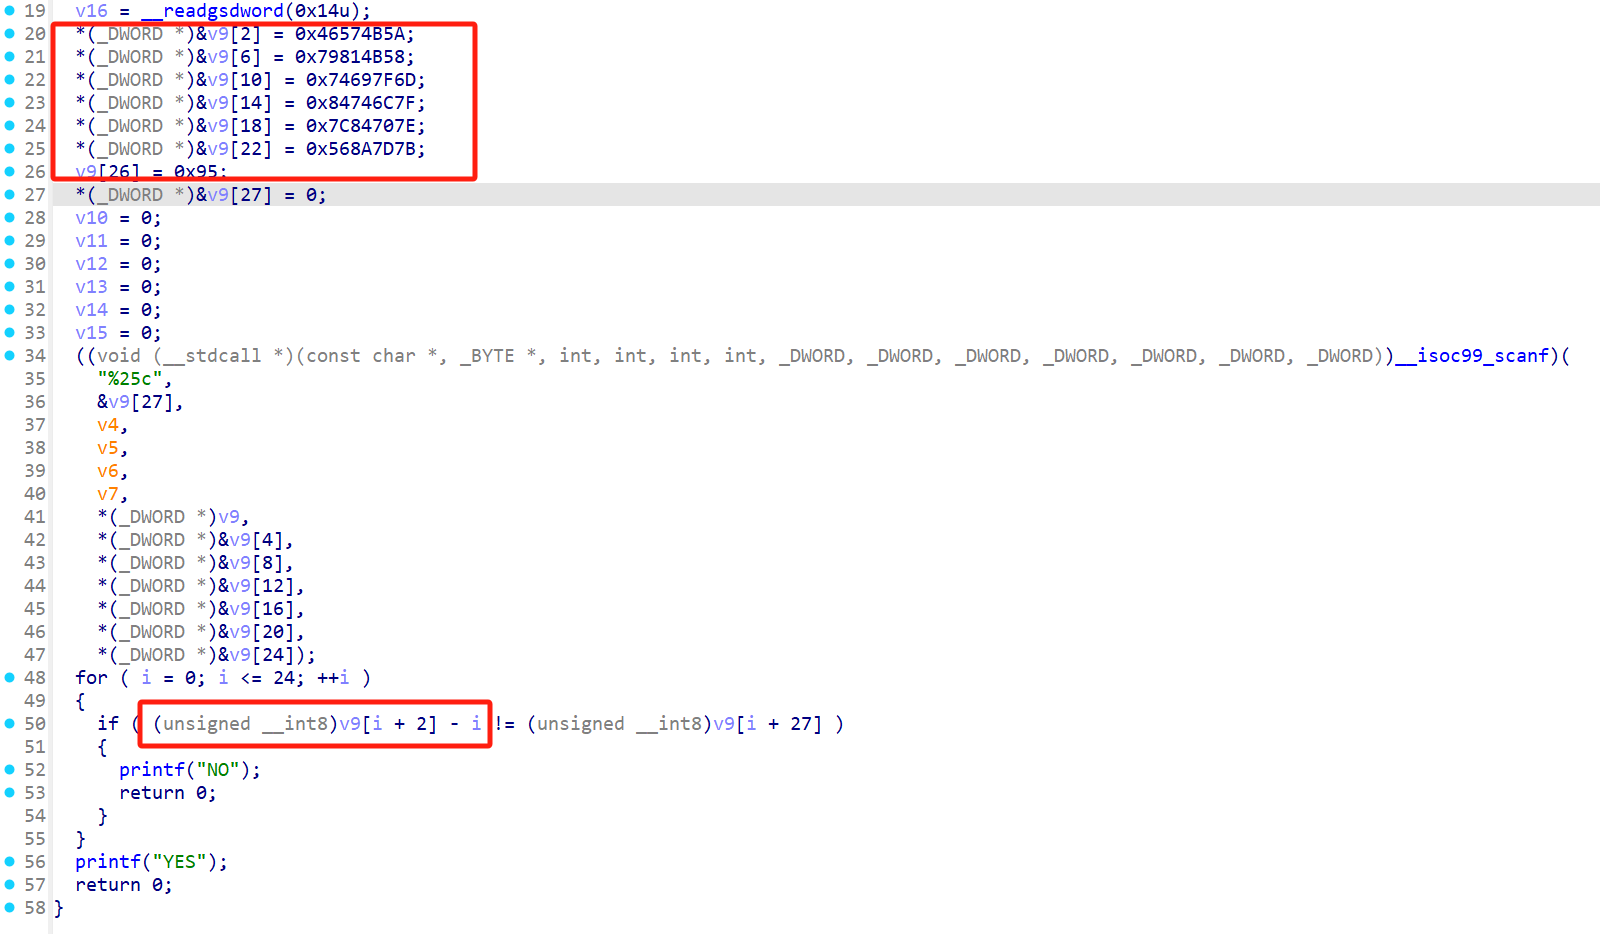 19 v16 = __readgsdword(0x14u);
20 *(_DWORD *)&v9[2] = 0x46574B5A;
21 *(_DWORD *)&v9[6] = 0x79814B58;
22 *(_DWORD *)&v9[10] = 0x74697F6D;
23 *(_DWORD *)&v9[14] = 0x84746C7F;
24 *(_DWORD *)&v9[18] = 0x7C84707E;
25 *(_DWORD *)&v9[22] = 0x568A7D7B;
26 v9[26] = 0x95;
27 *(_DWORD *)&v9[27] = 0;
28 v10 = 0;
29 v11 = 0;
30 v12 = 0;
31 v13 = 0;
32 v14 = 0;
33 v15 = 0;
34 ((void (__stdcall *)(const char *, _BYTE *, int, int, int, int, _DWORD, _DWORD, _DWORD, _DWORD, _DWORD, _DWORD, _DWORD))__isoc99_scanf)(
35 "%25c",
36 &v9[27],
37 v4,
38 v5,
39 v6,
40 v7,
41 *(_DWORD *)v9,
42 *(_DWORD *)&v9[4],
43 *(_DWORD *)&v9[8],
44 *(_DWORD *)&v9[12],
45 *(_DWORD *)&v9[16],
46 *(_DWORD *)&v9[20],
47 *(_DWORD *)&v9[24]);
48 for ( i = 0; i <= 24; ++i )
49 {
50 if ( (unsigned __int8)v9[i + 2] - i != (unsigned __int8)v9[i + 27] )
51 {
52 printf("NO");
53 return 0;
54 }
55 }
56 printf("YES");
57 return 0;
58 }